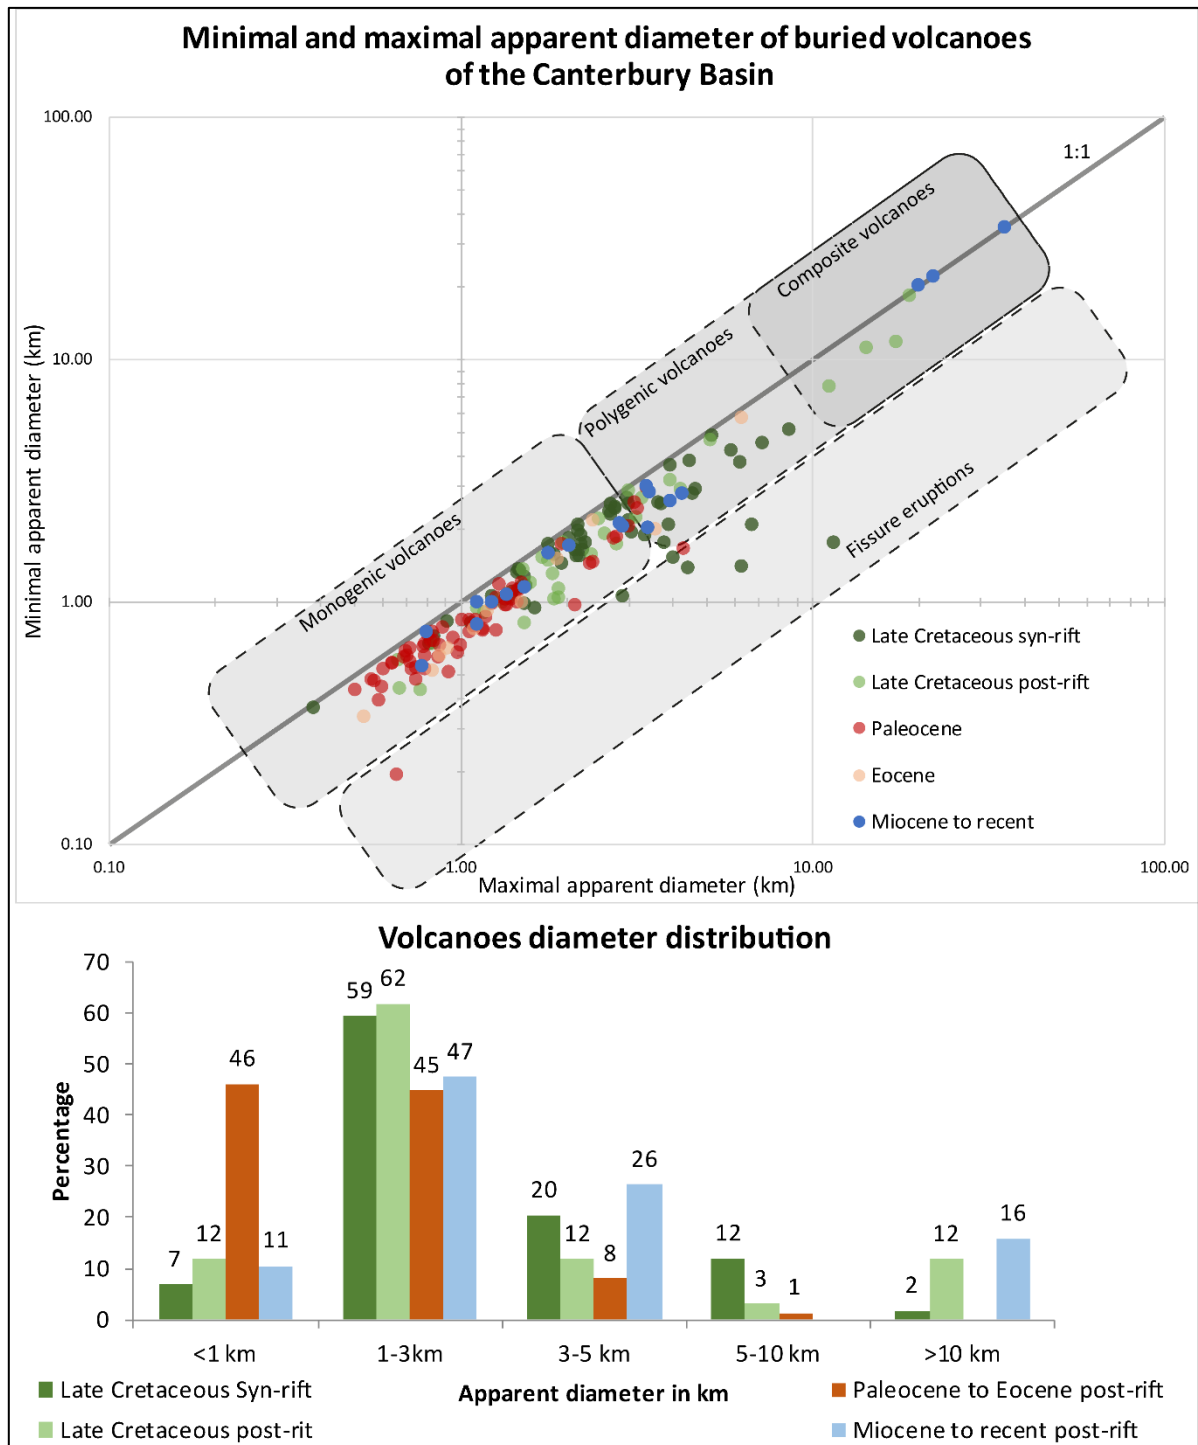 Minimal and maximal apparent diameter of buried volcanoes
of the Canterbury Basin
100.00
1:1
Composite volcanoes
Polygenic volcanoes
Minimal apparent diameter (km)
10.00
Monogenic volcanoes
Fissure eruptions
1.00
Late Cretaceous syn-rift
Late Cretaceous post-rift
Paleocene
Eocene
Miocene to recent
0.10
0.10 1.00 10.00 100.00
Maximal apparent diameter (km)
Volcanoes diameter distribution
70
60
50
40
30
20
10
0
Percentage
7 12 46 11
59 62 45 47
20 12 8 26
12 3 1
2 12 16
<1 km 1-3km 3-5 km 5-10 km >10 km
Apparent diameter in km
Late Cretaceous Syn-rift
Late Cretaceous post-rit
Paleocene to Eocene post-rift
Miocene to recent post-rift